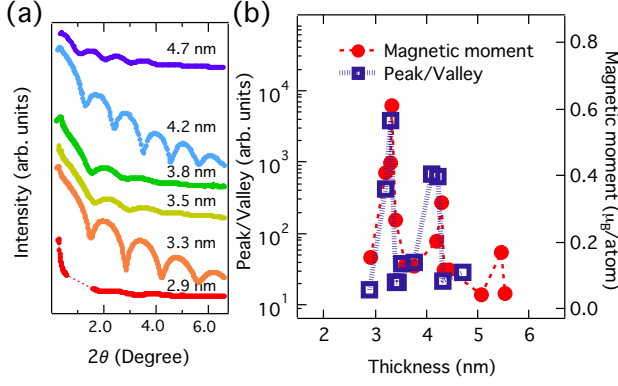 (a)
Intensity (arb. units)
4.7 nm
4.2 nm
3.8 nm
3.5 nm
3.3 nm
2.9 nm
2.0
4.0
6.0
2θ (Degree)
(b)
Peak/Valley (arb. units)
10⁴
10³
10²
10¹
Magnetic moment
Peak/Valley
2
3
4
5
6
Thickness (nm)
0.8
0.6
0.4
0.2
0.0
Magnetic moment (μB/atom)